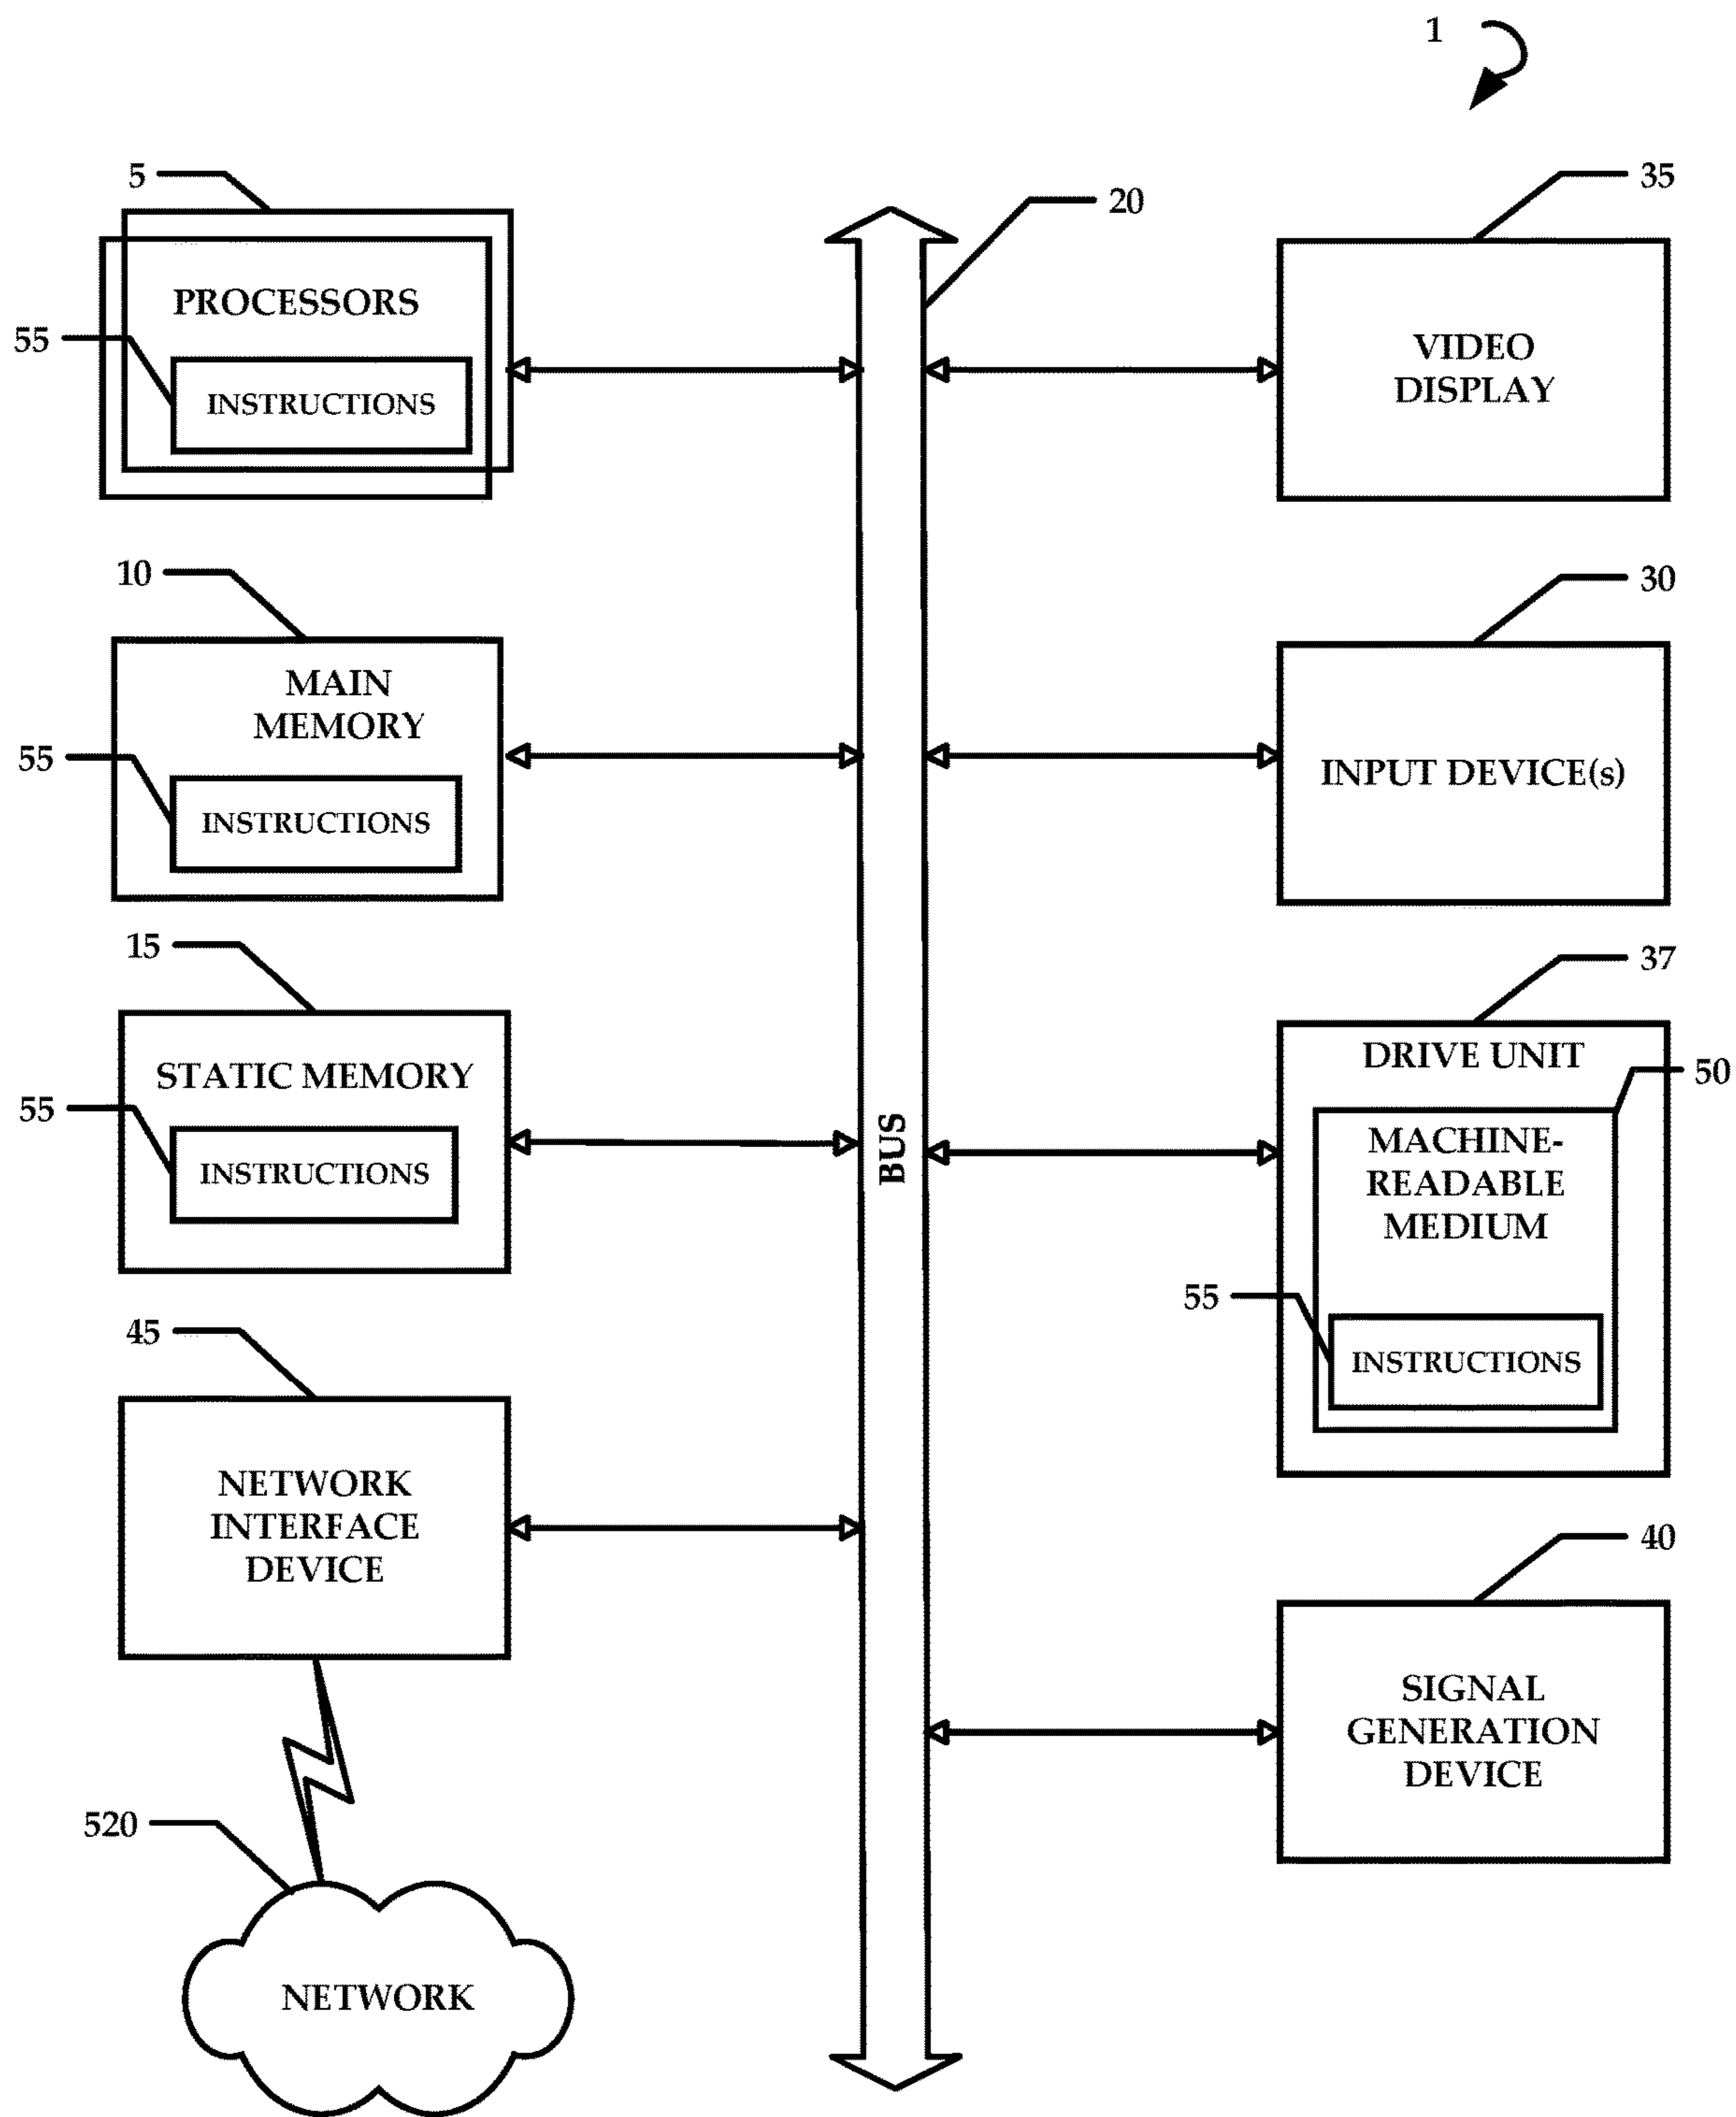 1
5
PROCESSORS
55
INSTRUCTIONS
10
MAIN
MEMORY
55
INSTRUCTIONS
15
STATIC MEMORY
55
INSTRUCTIONS
45
NETWORK
INTERFACE
DEVICE
520
NETWORK
20
BUS
35
VIDEO
DISPLAY
30
INPUT DEVICE(s)
37
DRIVE UNIT
50
MACHINE-
READABLE
MEDIUM
55
INSTRUCTIONS
40
SIGNAL
GENERATION
DEVICE